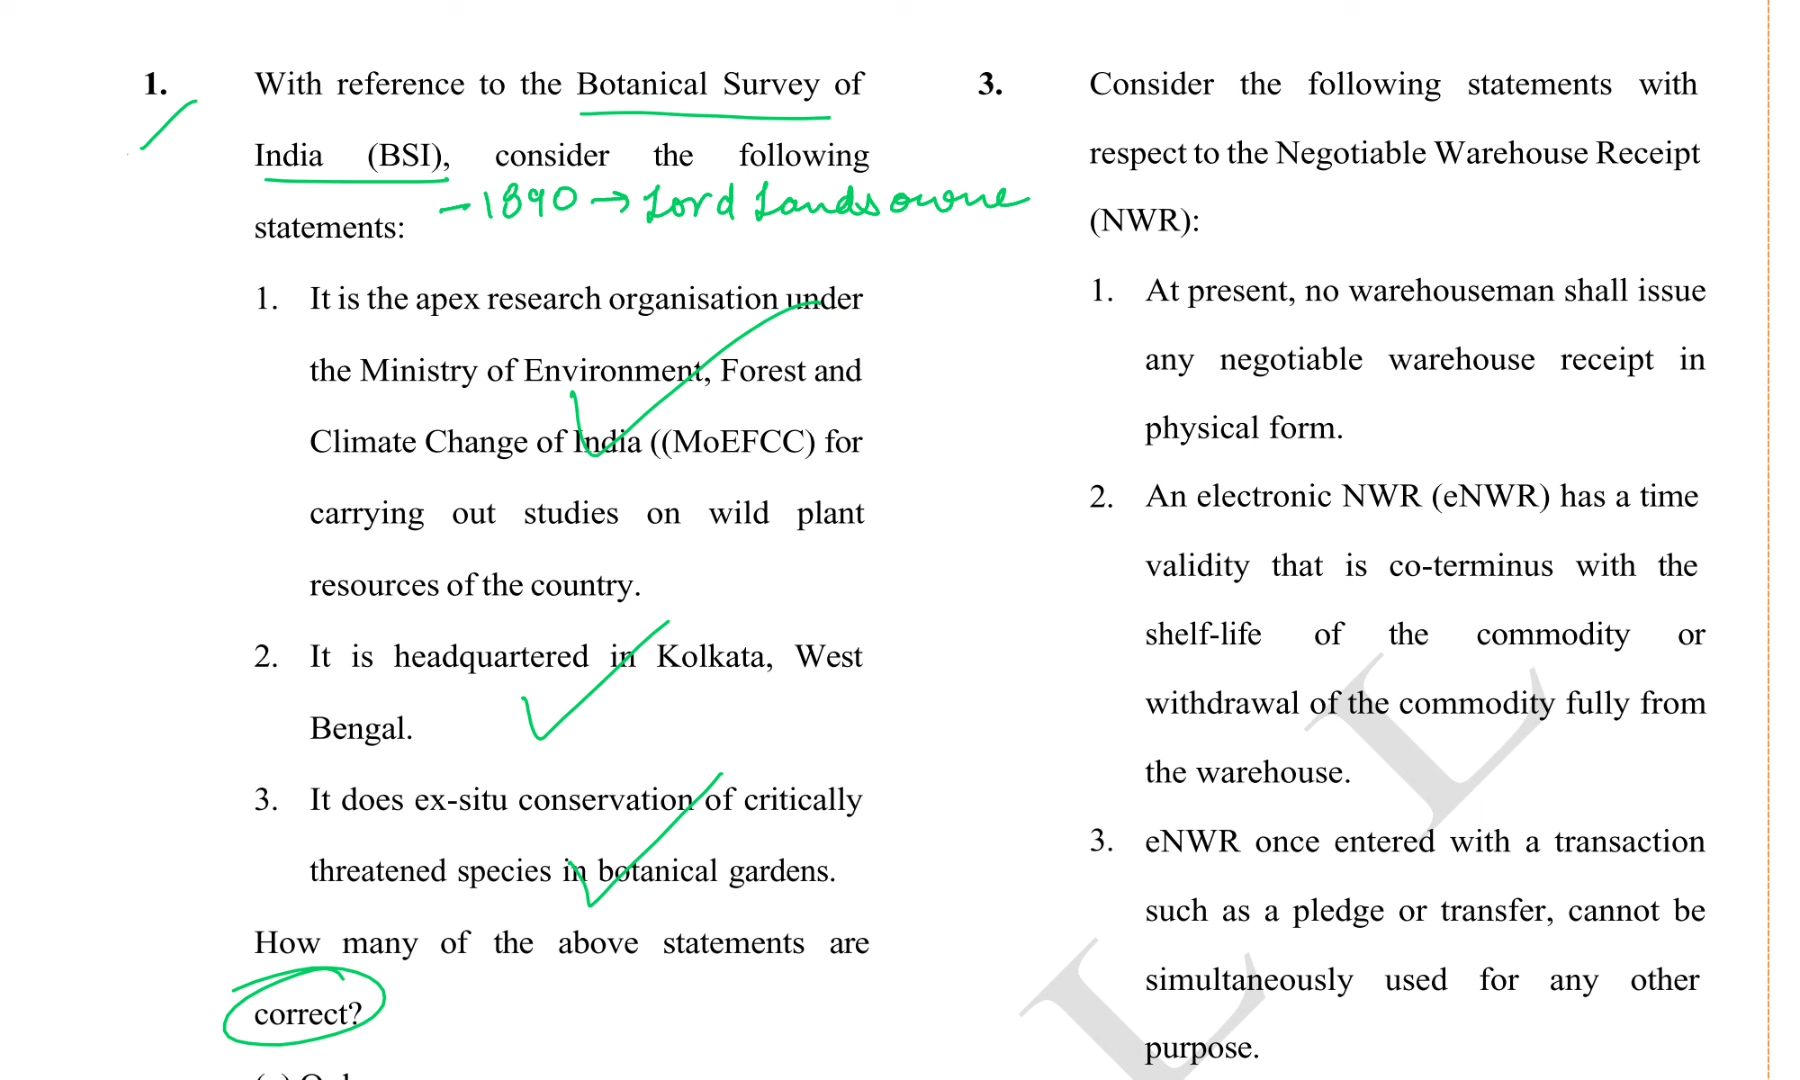 1. With reference to the Botanical Survey of
India (BSI), consider the following
- 1890 → Lord Landsowne
statements:
1. It is the apex research organisation under
the Ministry of Environment, Forest and
Climate Change of India ((MoEFCC) for
carrying out studies on wild plant
resources of the country.
2. It is headquartered in Kolkata, West
Bengal.
3. It does ex-situ conservation of critically
threatened species in botanical gardens.
How many of the above statements are
correct?
3. Consider the following statements with
respect to the Negotiable Warehouse Receipt
(NWR):
1. At present, no warehouseman shall issue
any negotiable warehouse receipt in
physical form.
2. An electronic NWR (eNWR) has a time
validity that is co-terminus with the
shelf-life of the commodity or
withdrawal of the commodity fully from
the warehouse.
3. eNWR once entered with a transaction
such as a pledge or transfer, cannot be
simultaneously used for any other
purpose.
L L